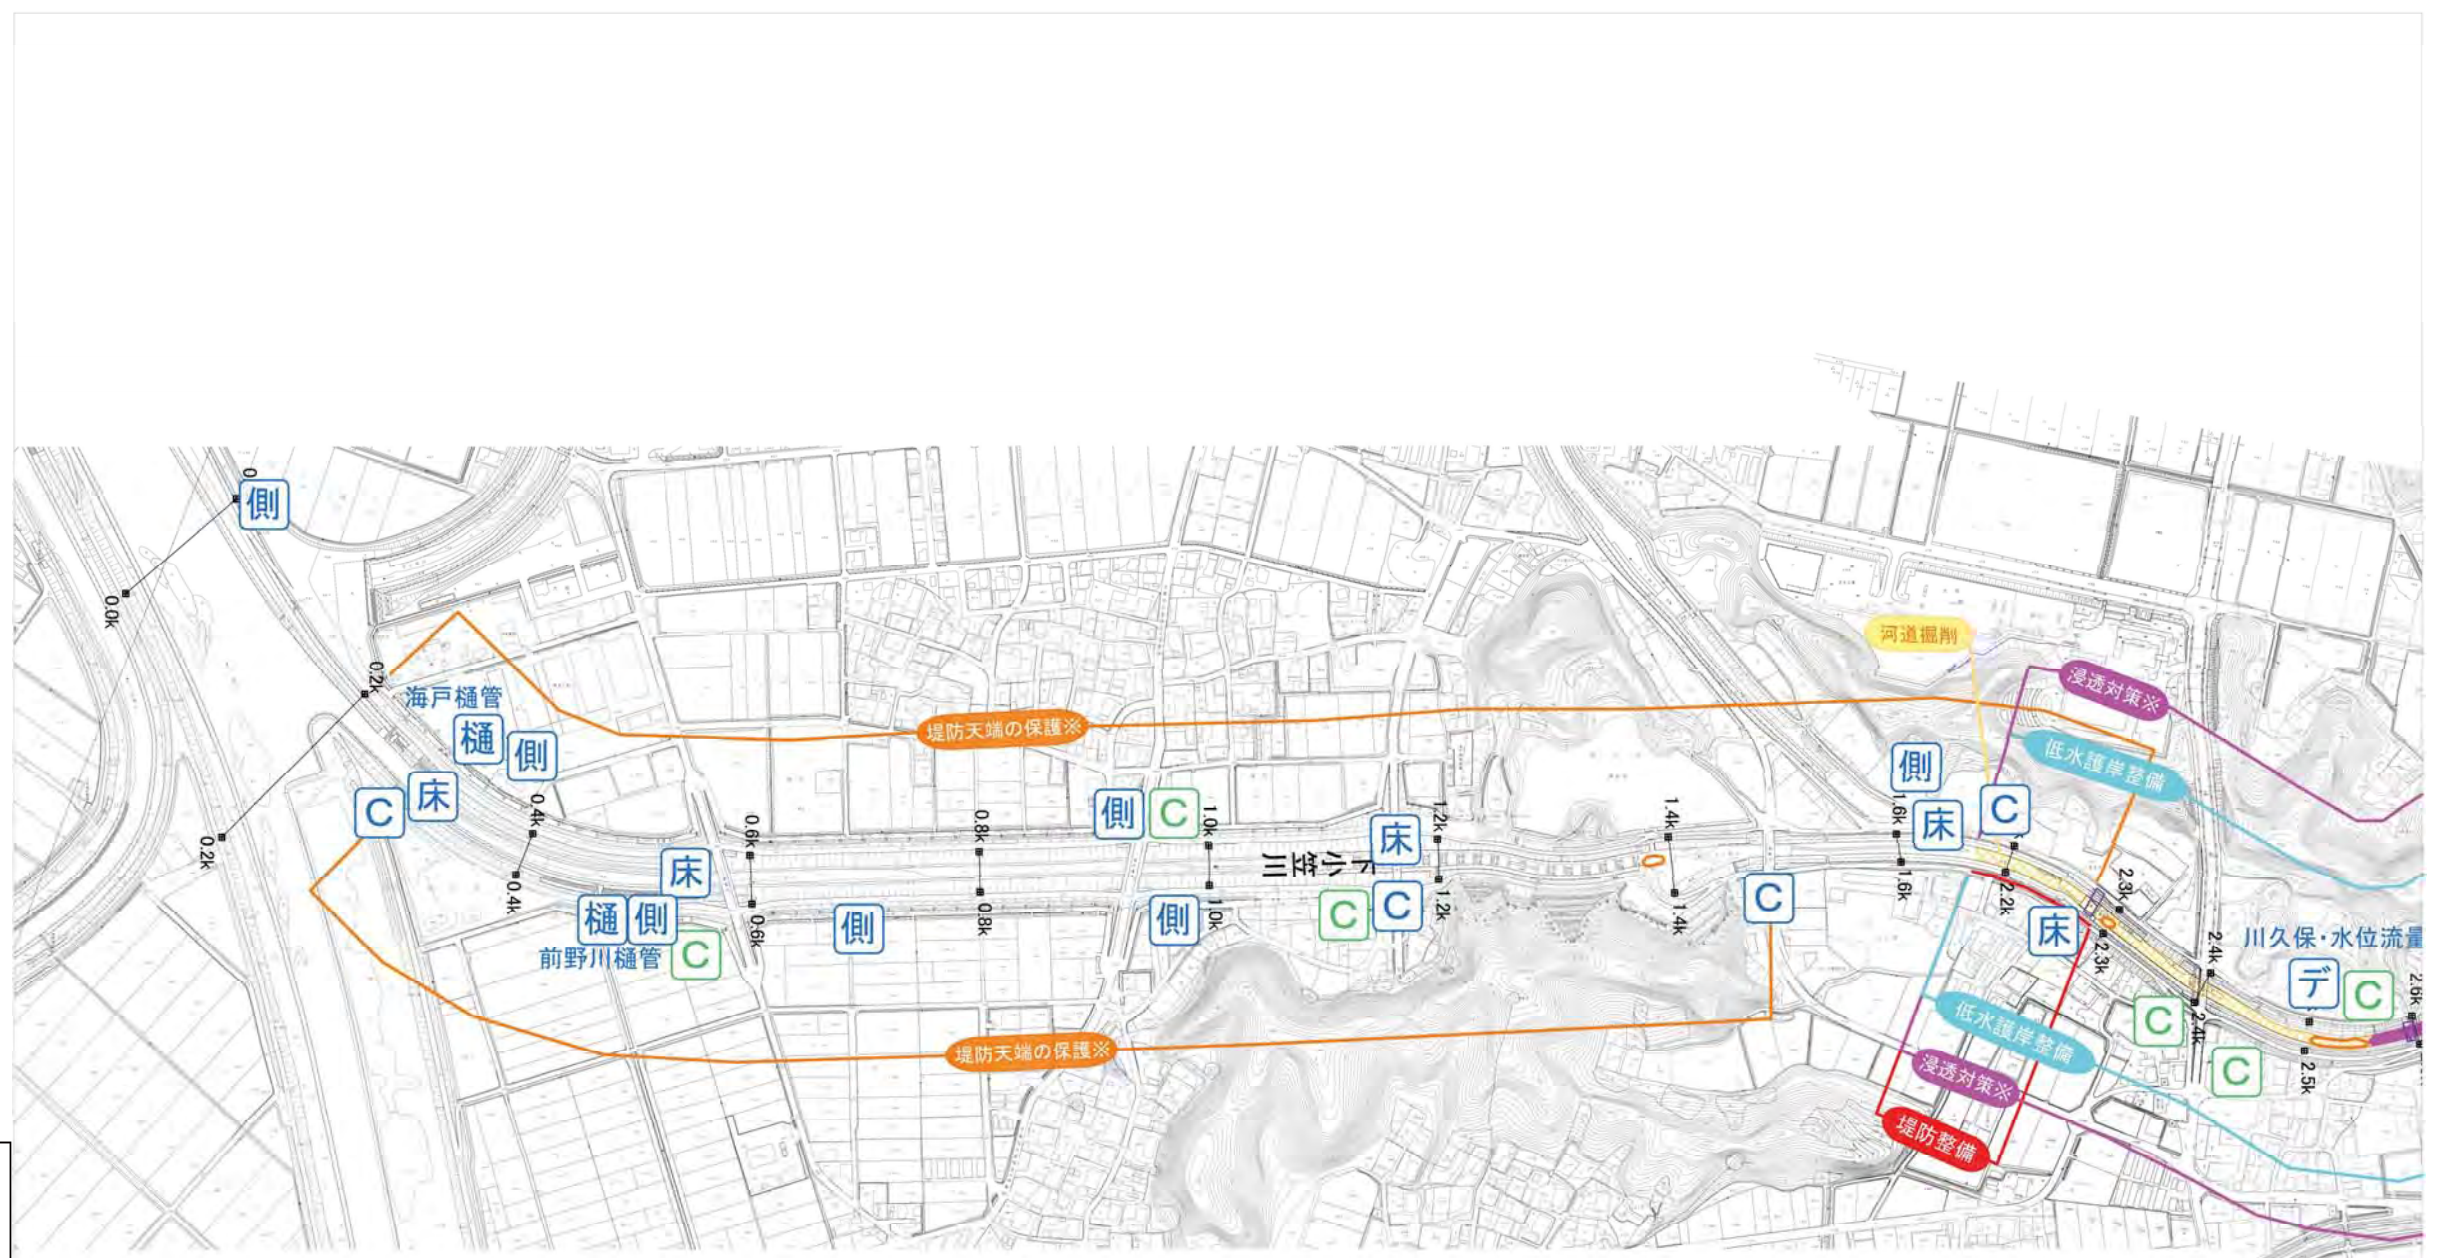 河道掘削
浸透対策※
低水護岸整備
堤防天端の保護※
側
0.0k
0.2k
海戸樋管
樋
側
床
C
0.4k
0.2k
0.4k
床
樋
側
前野川樋管
C
0.6k
0.6k
側
0.8k
0.8k
側
C
1.0k
側
1.0k
下小笠川
床
1.2k
C
C
1.2k
1.4k
1.4k
C
側
床
1.6k
1.6k
C
2.2k
床
2.3k
2.3k
2.4k
2.4k
川久保・水位流量
デ
C
2.6k
C
C
2.5k
低水護岸整備
浸透対策※
堤防整備
堤防天端の保護※